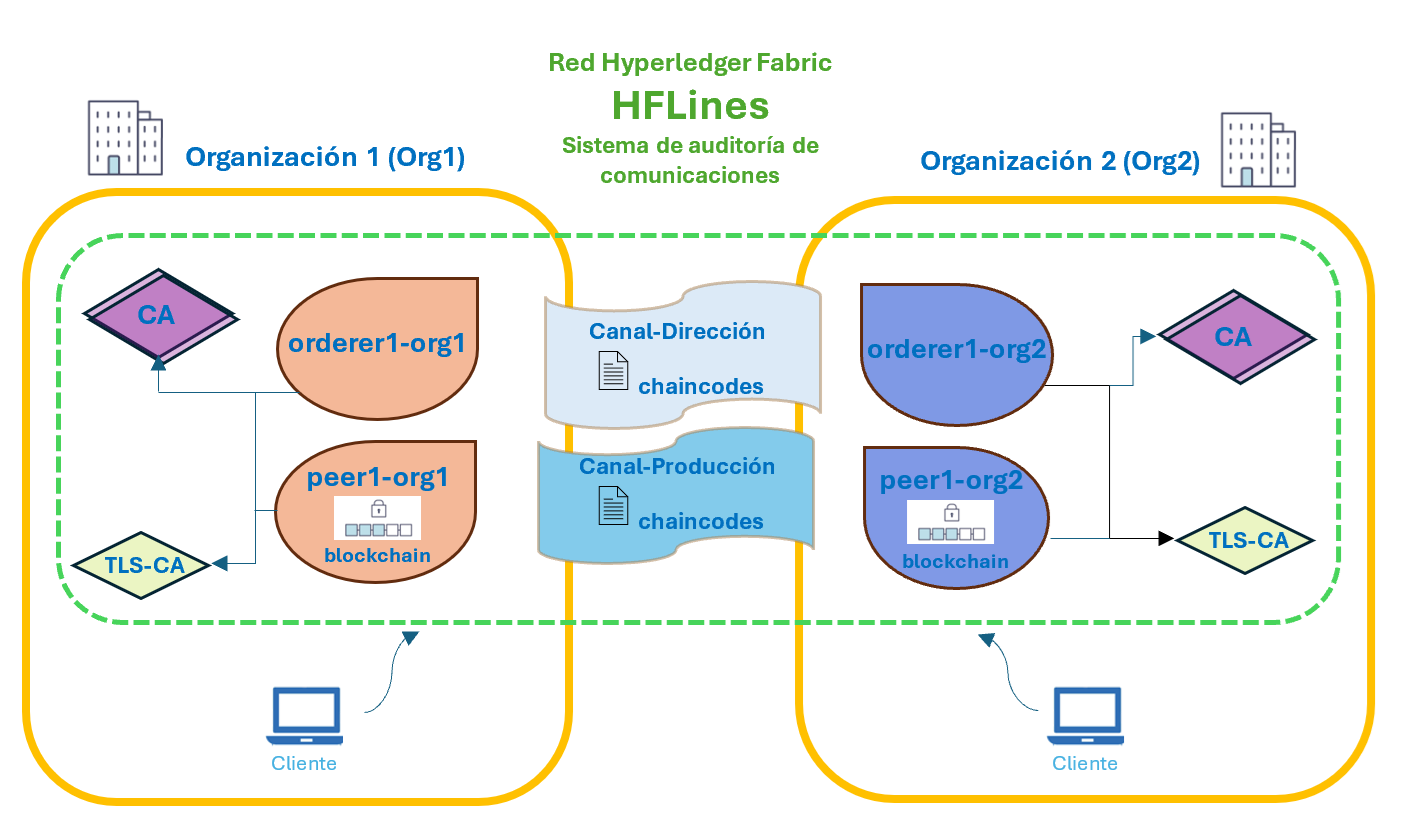 Red Hyperledger Fabric
HFLines
Sistema de auditoría de
comunicaciones
Organización 1 (Org1)
Organización 2 (Org2)
CA
orderer1-org1
Canal-Dirección
chaincodes
orderer1-org2
CA
peer1-org1
blockchain
Canal-Producción
chaincodes
peer1-org2
blockchain
TLS-CA
TLS-CA
Cliente
Cliente